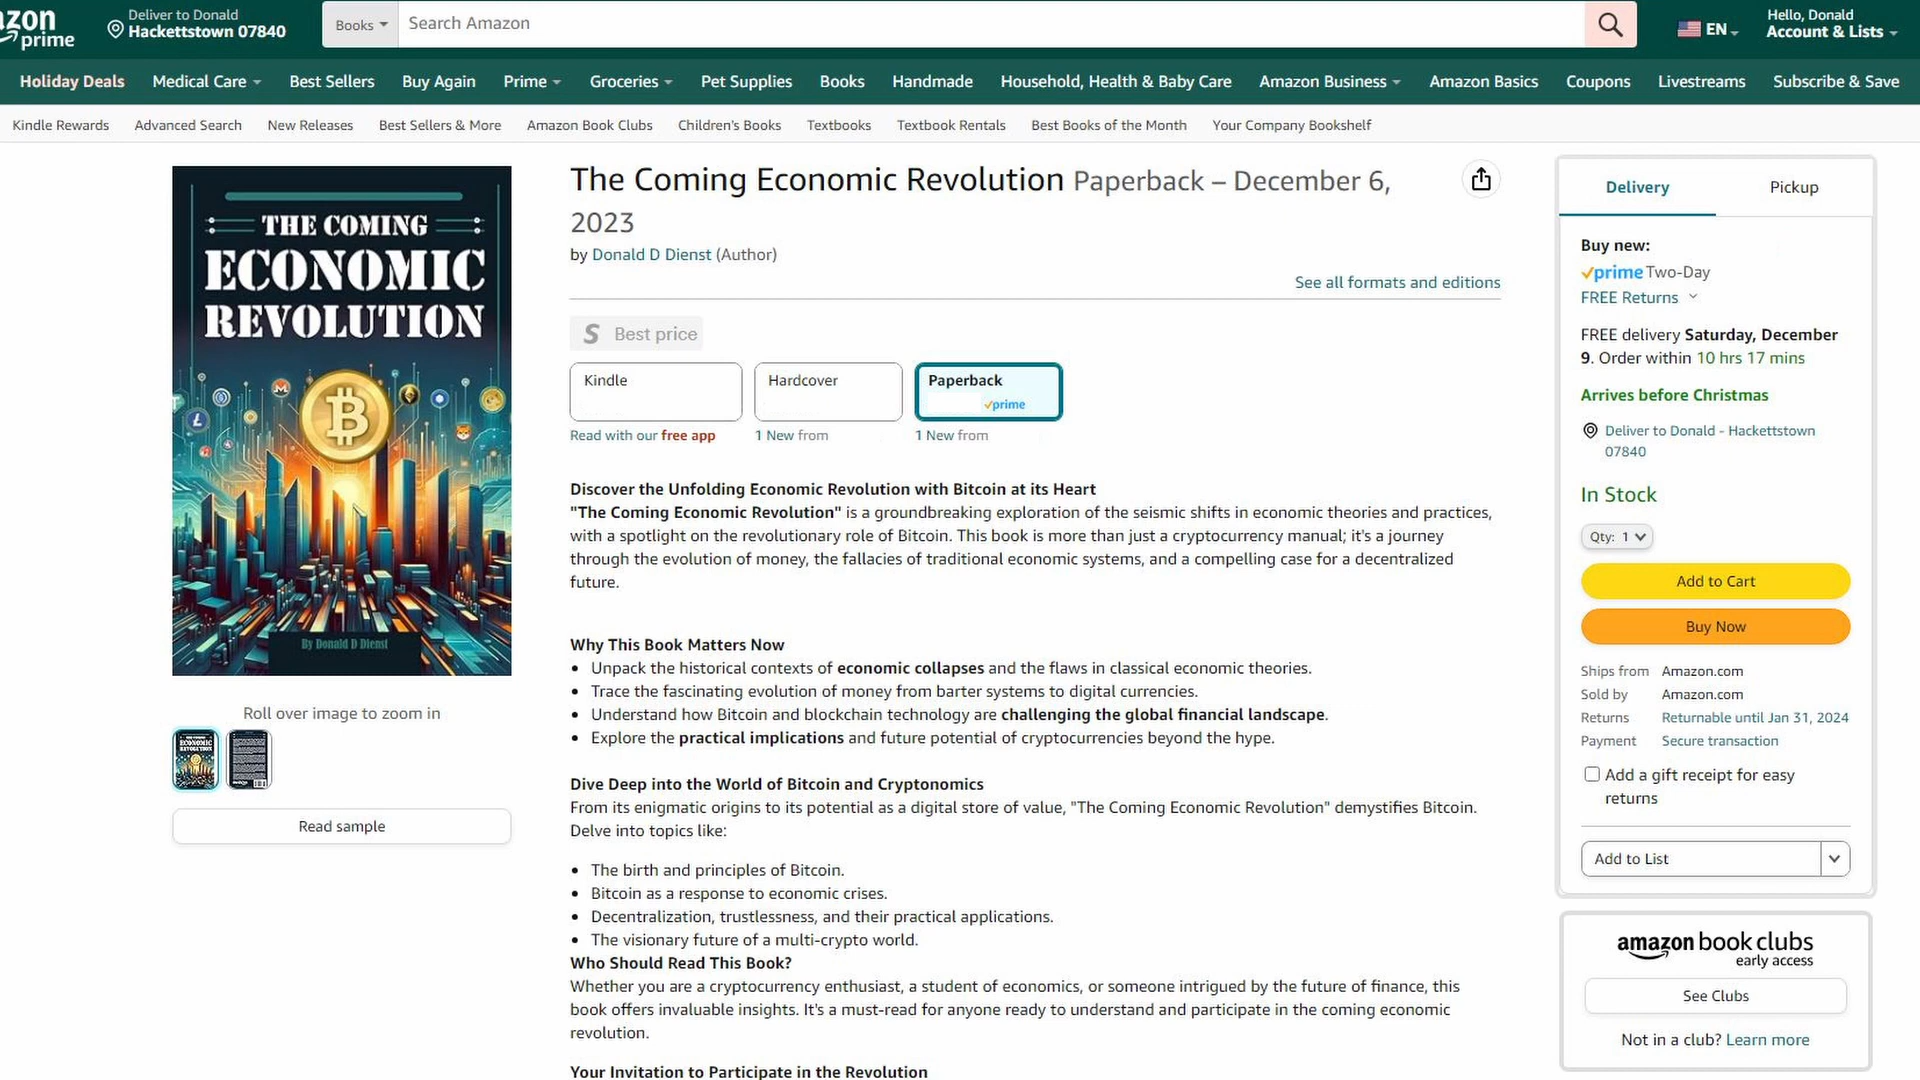 zon
prime
Deliver to Donald
Hackettstown 07840
Books
Search Amazon
EN
Hello, Donald
Account & Lists
Holiday Deals
Medical Care
Best Sellers
Buy Again
Prime
Groceries
Pet Supplies
Books
Handmade
Household, Health & Baby Care
Amazon Business
Amazon Basics
Coupons
Livestreams
Subscribe & Save
Kindle Rewards
Advanced Search
New Releases
Best Sellers & More
Amazon Book Clubs
Children's Books
Textbooks
Textbook Rentals
Best Books of the Month
Your Company Bookshelf
THE COMING
ECONOMIC
REVOLUTION
By Donald D Dienst
Roll over image to zoom in
Read sample
The Coming Economic Revolution Paperback – December 6,
2023
by Donald D Dienst (Author)
See all formats and editions
S Best price
Kindle
Hardcover
Paperback
prime
Read with our free app
1 New from
1 New from
Discover the Unfolding Economic Revolution with Bitcoin at its Heart
"The Coming Economic Revolution" is a groundbreaking exploration of the seismic shifts in economic theories and practices,
with a spotlight on the revolutionary role of Bitcoin. This book is more than just a cryptocurrency manual; it's a journey
through the evolution of money, the fallacies of traditional economic systems, and a compelling case for a decentralized
future.
Why This Book Matters Now
• Unpack the historical contexts of economic collapses and the flaws in classical economic theories.
• Trace the fascinating evolution of money from barter systems to digital currencies.
• Understand how Bitcoin and blockchain technology are challenging the global financial landscape.
• Explore the practical implications and future potential of cryptocurrencies beyond the hype.
Dive Deep into the World of Bitcoin and Cryptonomics
From its enigmatic origins to its potential as a digital store of value, "The Coming Economic Revolution" demystifies Bitcoin.
Delve into topics like:
• The birth and principles of Bitcoin.
• Bitcoin as a response to economic crises.
• Decentralization, trustlessness, and their practical applications.
• The visionary future of a multi-crypto world.
Who Should Read This Book?
Whether you are a cryptocurrency enthusiast, a student of economics, or someone intrigued by the future of finance, this
book offers invaluable insights. It's a must-read for anyone ready to understand and participate in the coming economic
revolution.
Your Invitation to Participate in the Revolution
Delivery
Pickup
Buy new:
prime Two-Day
FREE Returns
FREE delivery Saturday, December
9. Order within 10 hrs 17 mins
Arrives before Christmas
Deliver to Donald - Hackettstown
07840
In Stock
Qty: 1
Add to Cart
Buy Now
Ships from Amazon.com
Sold by Amazon.com
Returns Returnable until Jan 31, 2024
Payment Secure transaction
Add a gift receipt for easy
returns
Add to List
amazon book clubs
early access
See Clubs
Not in a club? Learn more